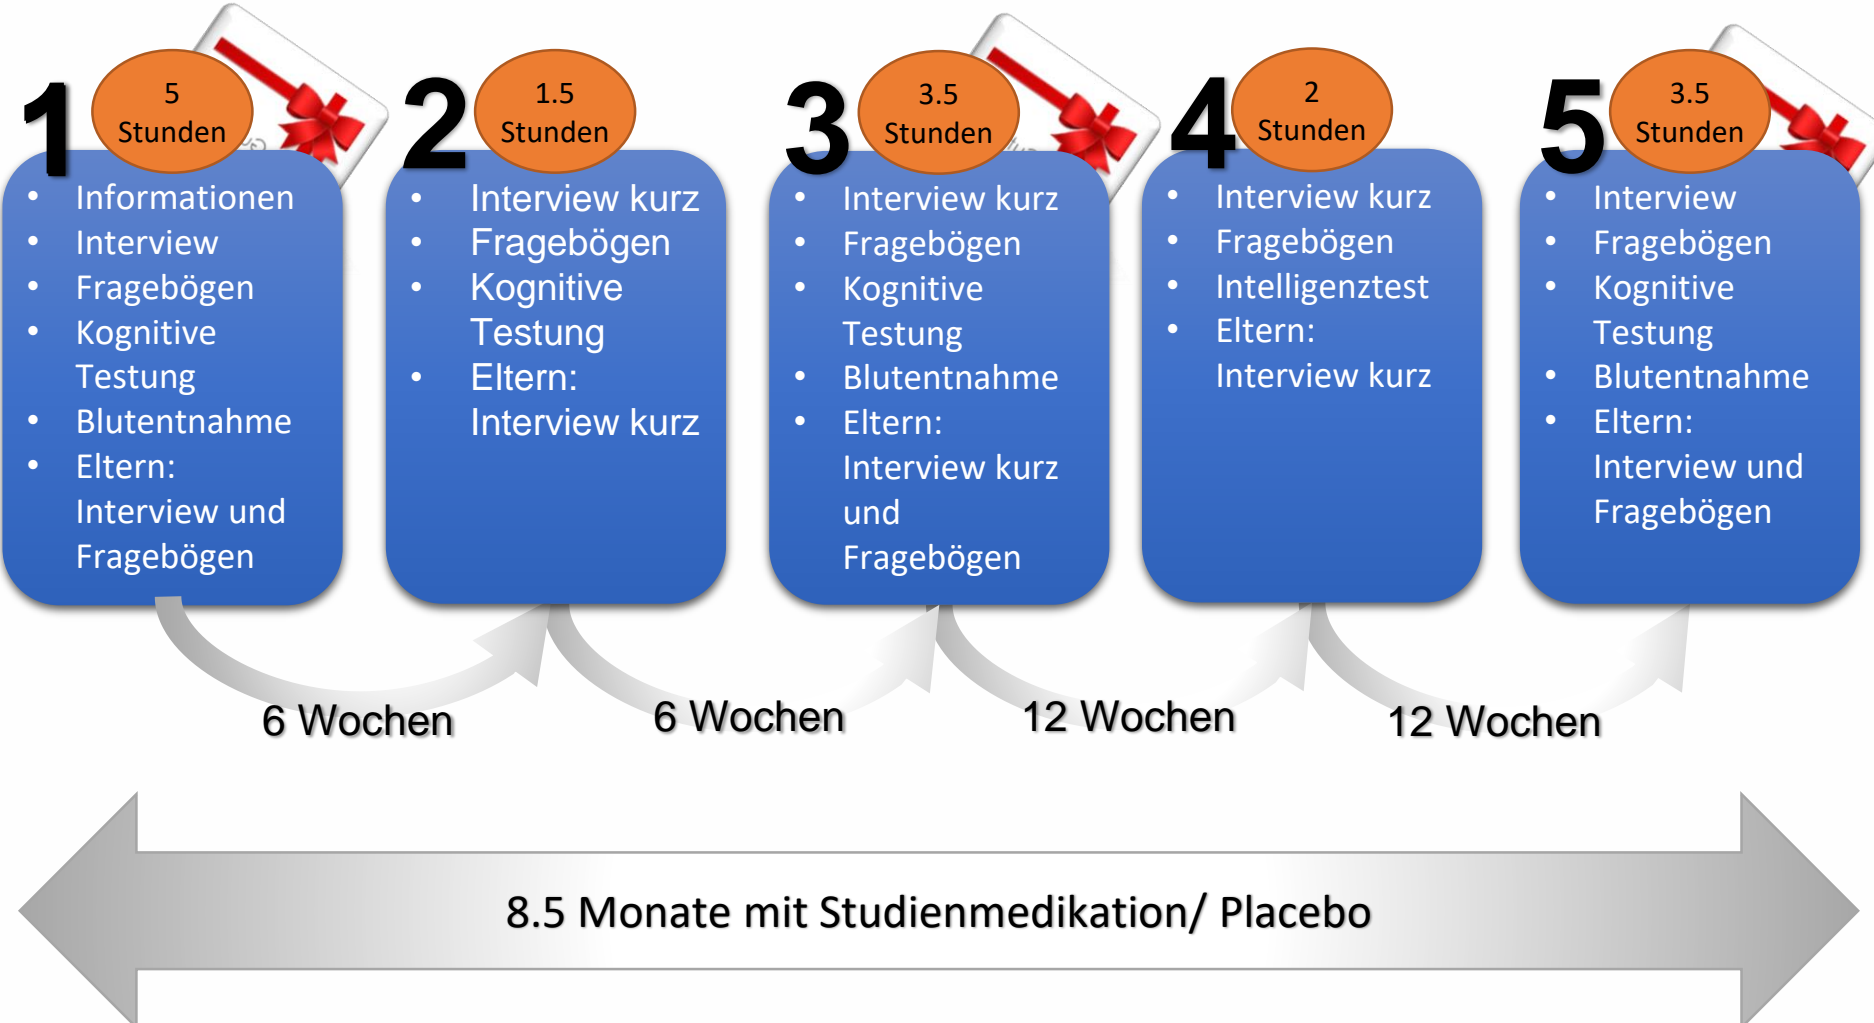 1
5
Stunden
• Informationen
• Interview
• Fragebögen
• Kognitive
Testung
• Blutentnahme
• Eltern:
Interview und
Fragebögen
2
1.5
Stunden
• Interview kurz
• Fragebögen
• Kognitive
Testung
• Eltern:
Interview kurz
3
3.5
Stunden
• Interview kurz
• Fragebögen
• Kognitive
Testung
• Blutentnahme
• Eltern:
Interview kurz
und
Fragebögen
4
2
Stunden
• Interview kurz
• Fragebögen
• Intelligenztest
• Eltern:
Interview kurz
5
3.5
Stunden
• Interview
• Fragebögen
• Kognitive
Testung
• Blutentnahme
• Eltern:
Interview und
Fragebögen
6 Wochen
6 Wochen
12 Wochen
12 Wochen
8.5 Monate mit Studienmedikation/ Placebo